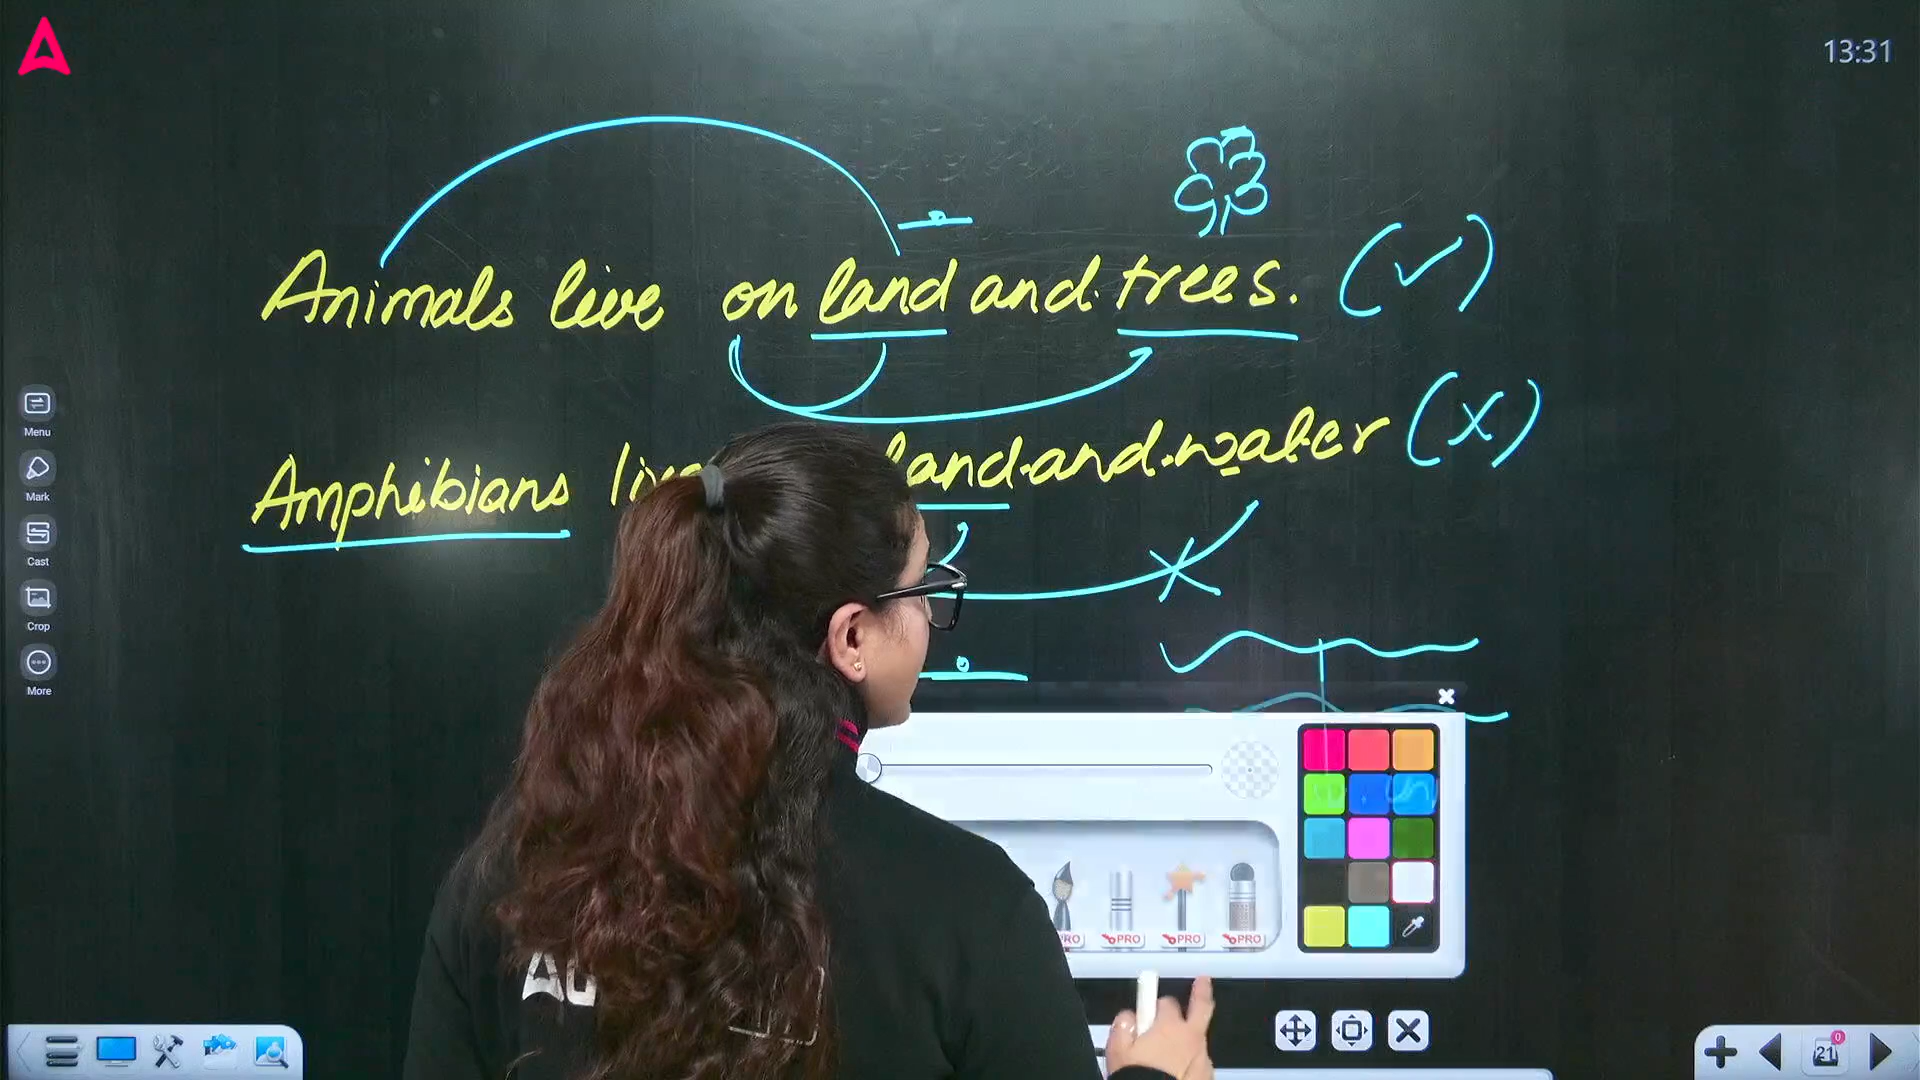 13:31
Animals live on land and trees. (✓)
Amphibians land and water (x)
Menu
Mark
Cast
Crop
More
PRO
PRO
PRO
21
0